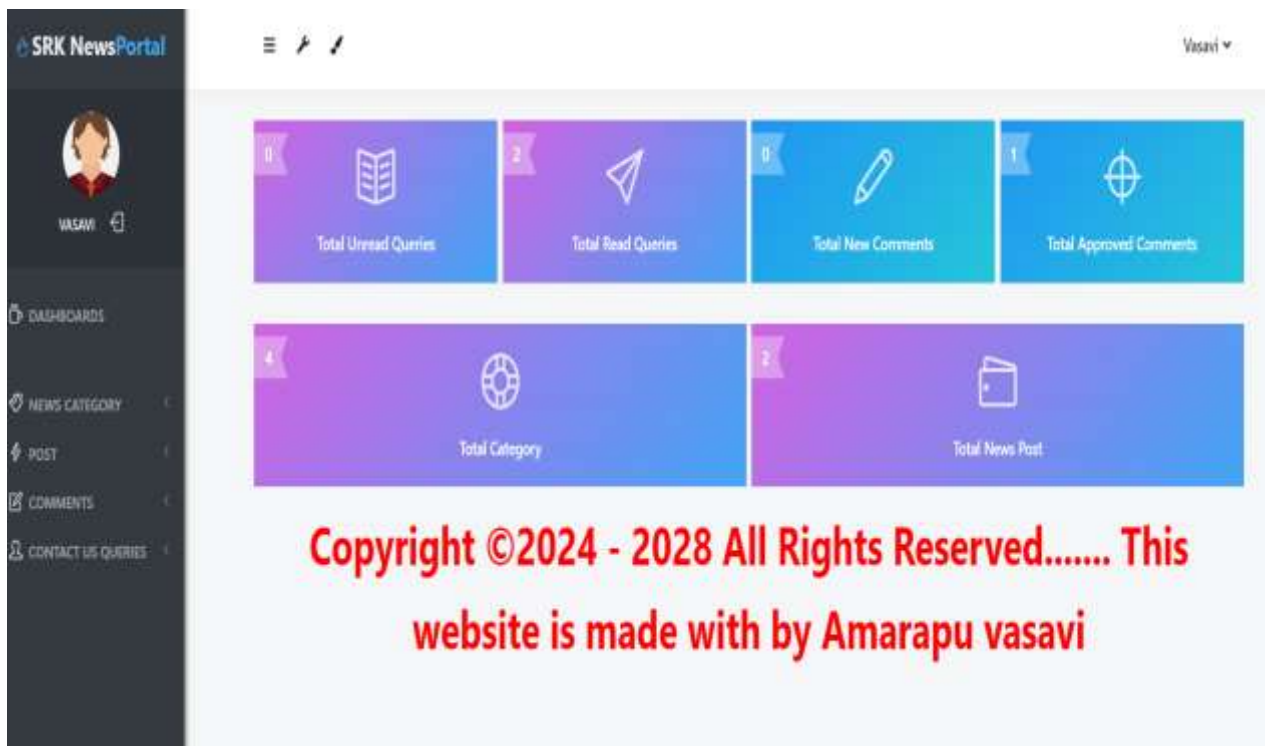 SRK NewsPortal
Vasavi
VASAVI
DASHBOARDS
NEWS CATEGORY
POST
COMMENTS
CONTACT US QUERIES
0
Total Unread Queries
2
Total Read Queries
0
Total New Comments
1
Total Approved Comments
4
Total Category
2
Total News Post
Copyright ©2024 - 2028 All Rights Reserved....... This
website is made with by Amarapu vasavi